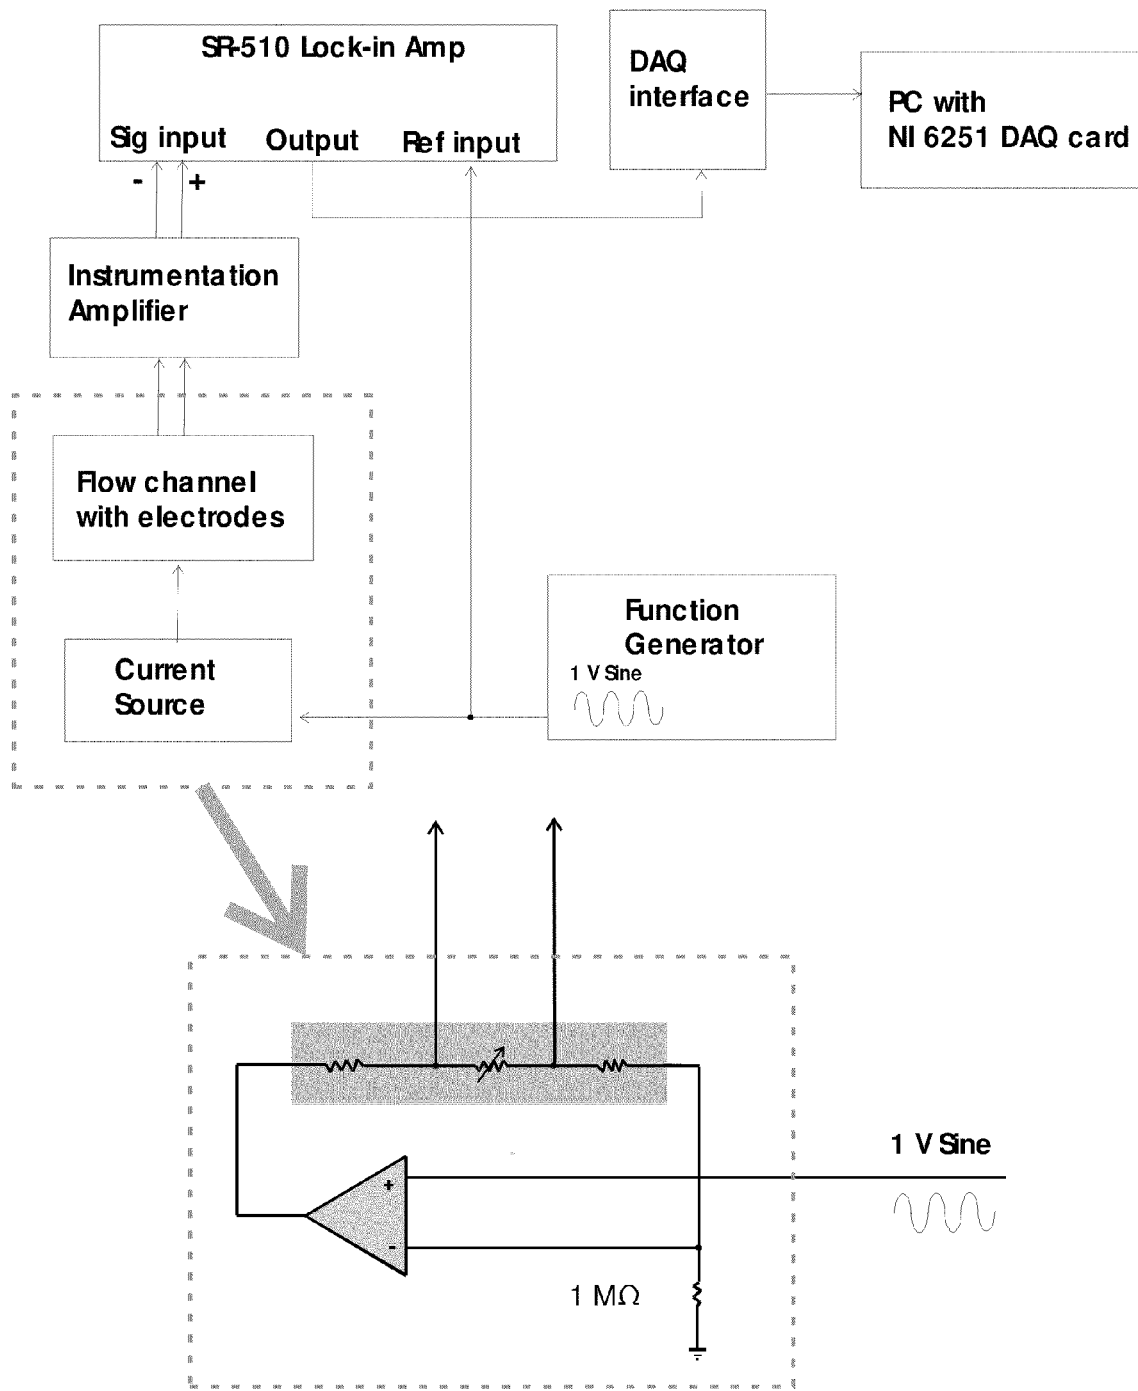 SR-510 Lock-in Amp
Sig input
Output
Ref input
-
+
DAQ
interface
PC with
NI 6251 DAQ card
Instrumentation
Amplifier
Flow channel
with electrodes
Current
Source
Function
Generator
1 V Sine
1 V Sine
+
-
1 MΩ